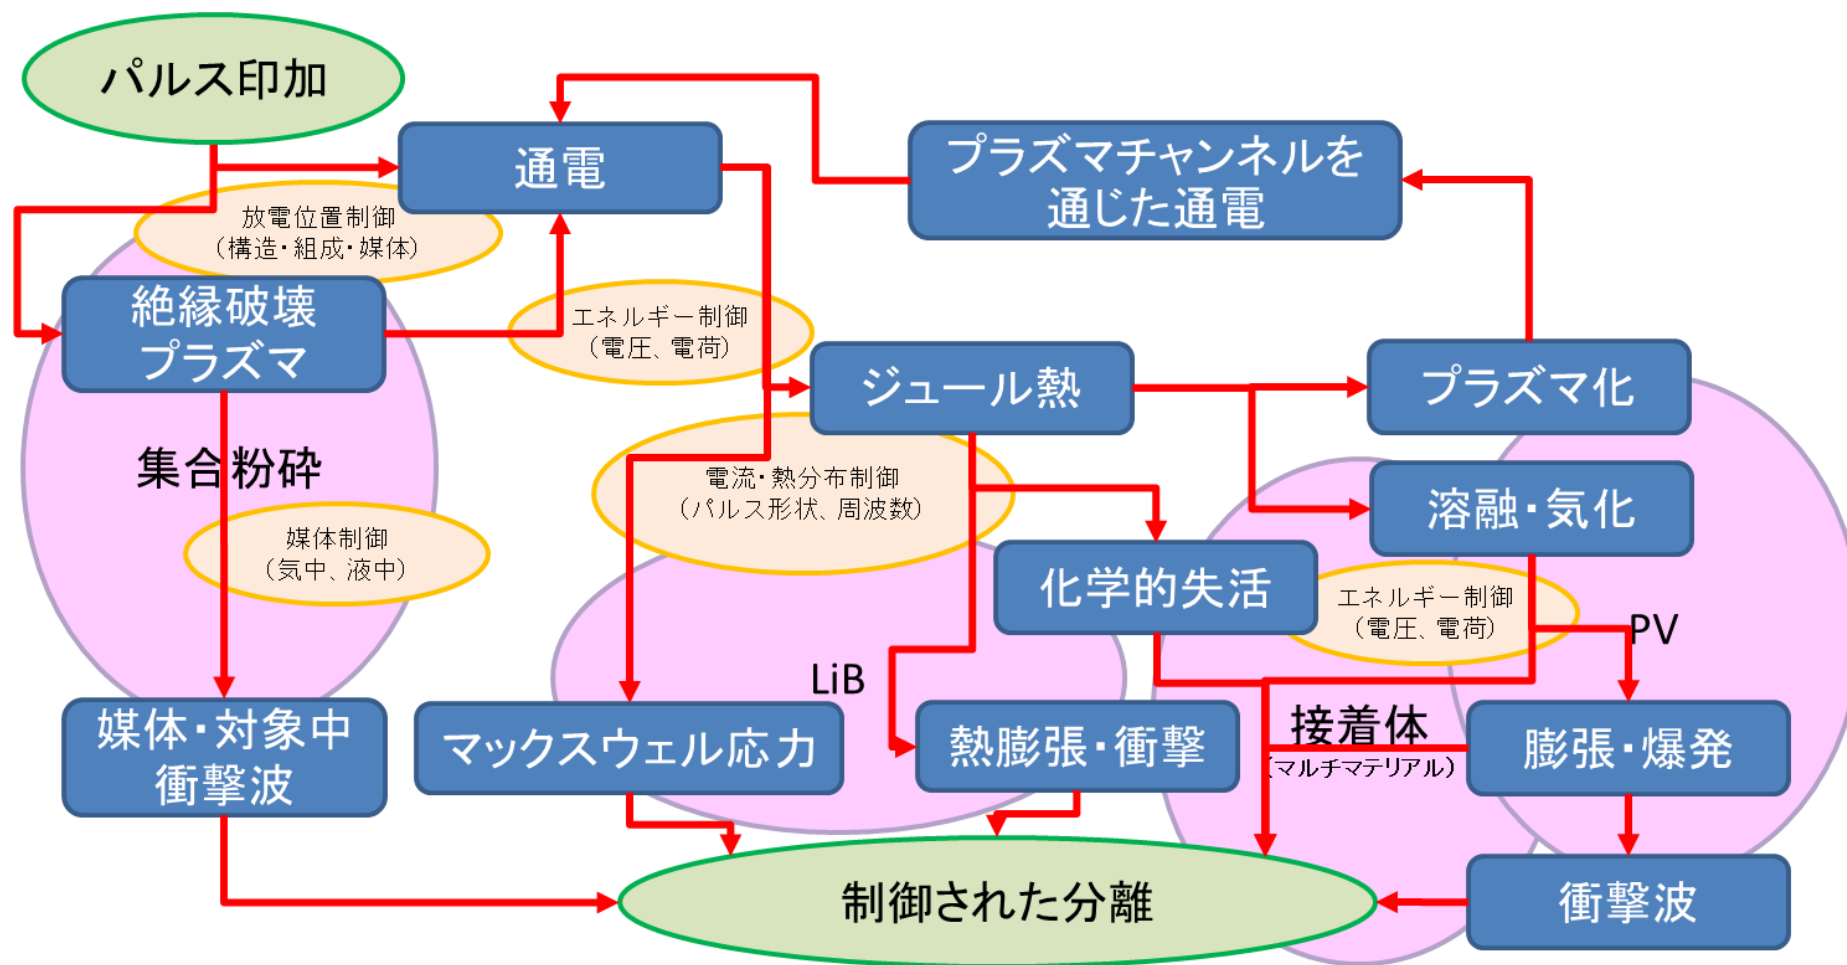 パルス印加
通電
プラズマチャンネルを
通じた通電
放電位置制御
（構造・組成・媒体）
絶縁破壊
プラズマ
エネルギー制御
（電圧、電荷）
ジュール熱
プラズマ化
集合粉砕
電流・熱分布制御
（パルス形状、周波数）
溶融・気化
媒体制御
（気中、液中）
化学的失活
エネルギー制御
（電圧、電荷）
PV
LiB
媒体・対象中
衝撃波
マックスウェル応力
熱膨張・衝撃
接着体
（マルチマテリアル）
膨張・爆発
制御された分離
衝撃波